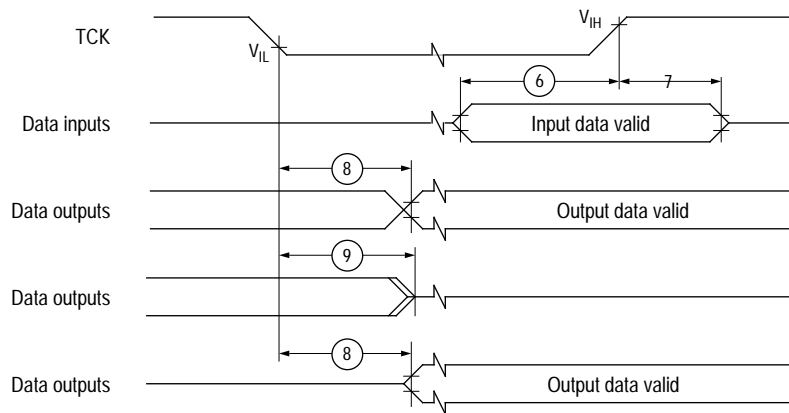 TCK
V_IL
V_IH
6
7
Data inputs
Input data valid
8
Data outputs
Output data valid
9
Data outputs
8
Data outputs
Output data valid